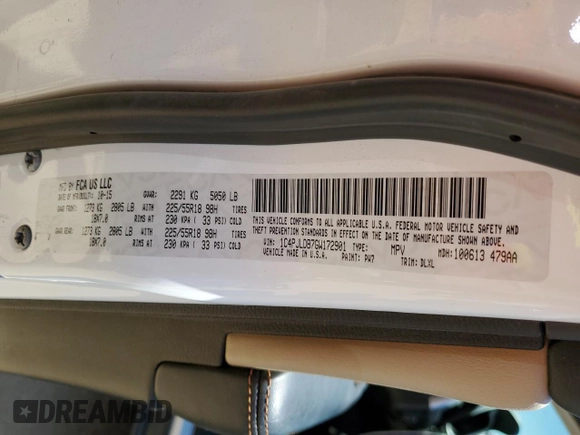 MFD BY FCA US LLC
DATE OF MFR 10-15 GVWR: 2291 KG 5050 LB
GAWR FRONT: 1273 KG 2805 LB WITH 225/55R18 98H TIRES
18X7.0 RIMS AT 230 KPA ( 33 PSI) COLD
GAWR REAR: 1273 KG 2805 LB WITH 225/55R18 98H TIRES
18X7.0 RIMS AT 230 KPA ( 33 PSI) COLD
THIS VEHICLE CONFORMS TO ALL APPLICABLE U.S.A. FEDERAL MOTOR VEHICLE SAFETY AND
THEFT PREVENTION STANDARDS IN EFFECT ON THE DATE OF MANUFACTURE SHOWN ABOVE.
VIN: 1C4PJLDB7GW172901 TYPE: MPV MDH: 100613 479AA
VEHICLE MADE IN U.S.A. PAINT: PW7 TRIM: DLXL
DREAMBID